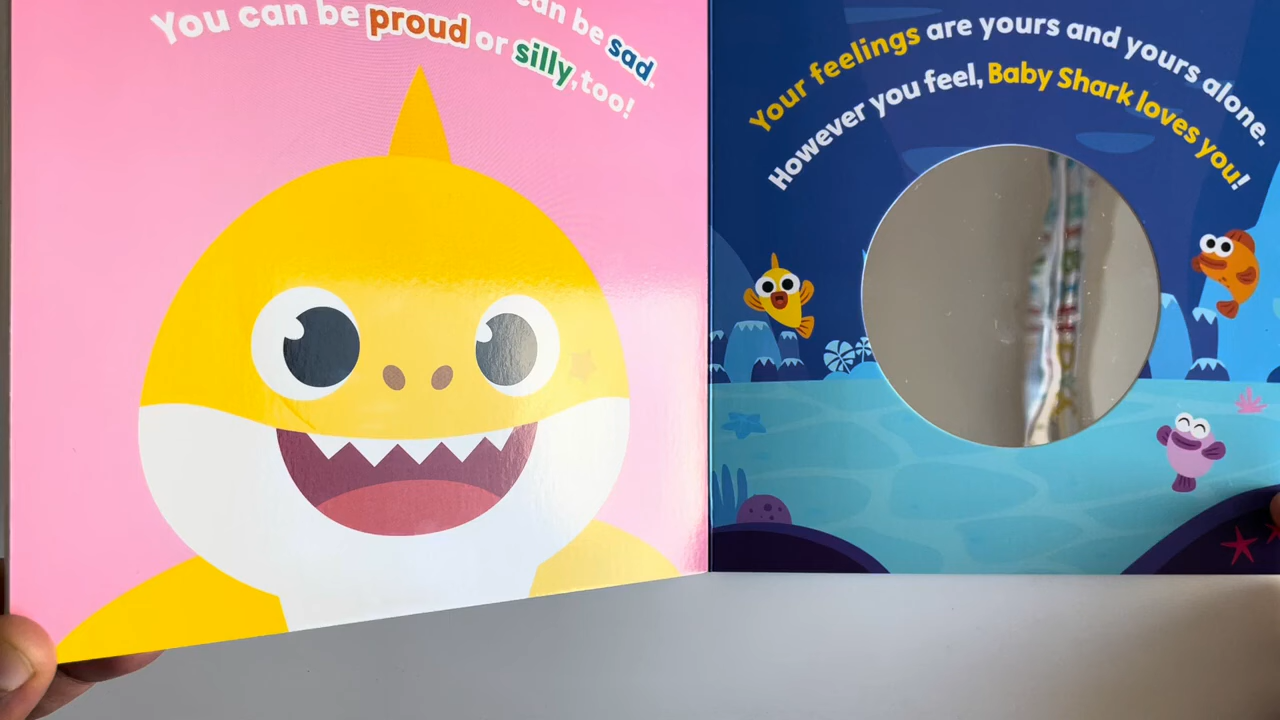 can be sad.
You can be proud or silly, too!
Your feelings are yours and yours alone.
However you feel, Baby Shark loves you!